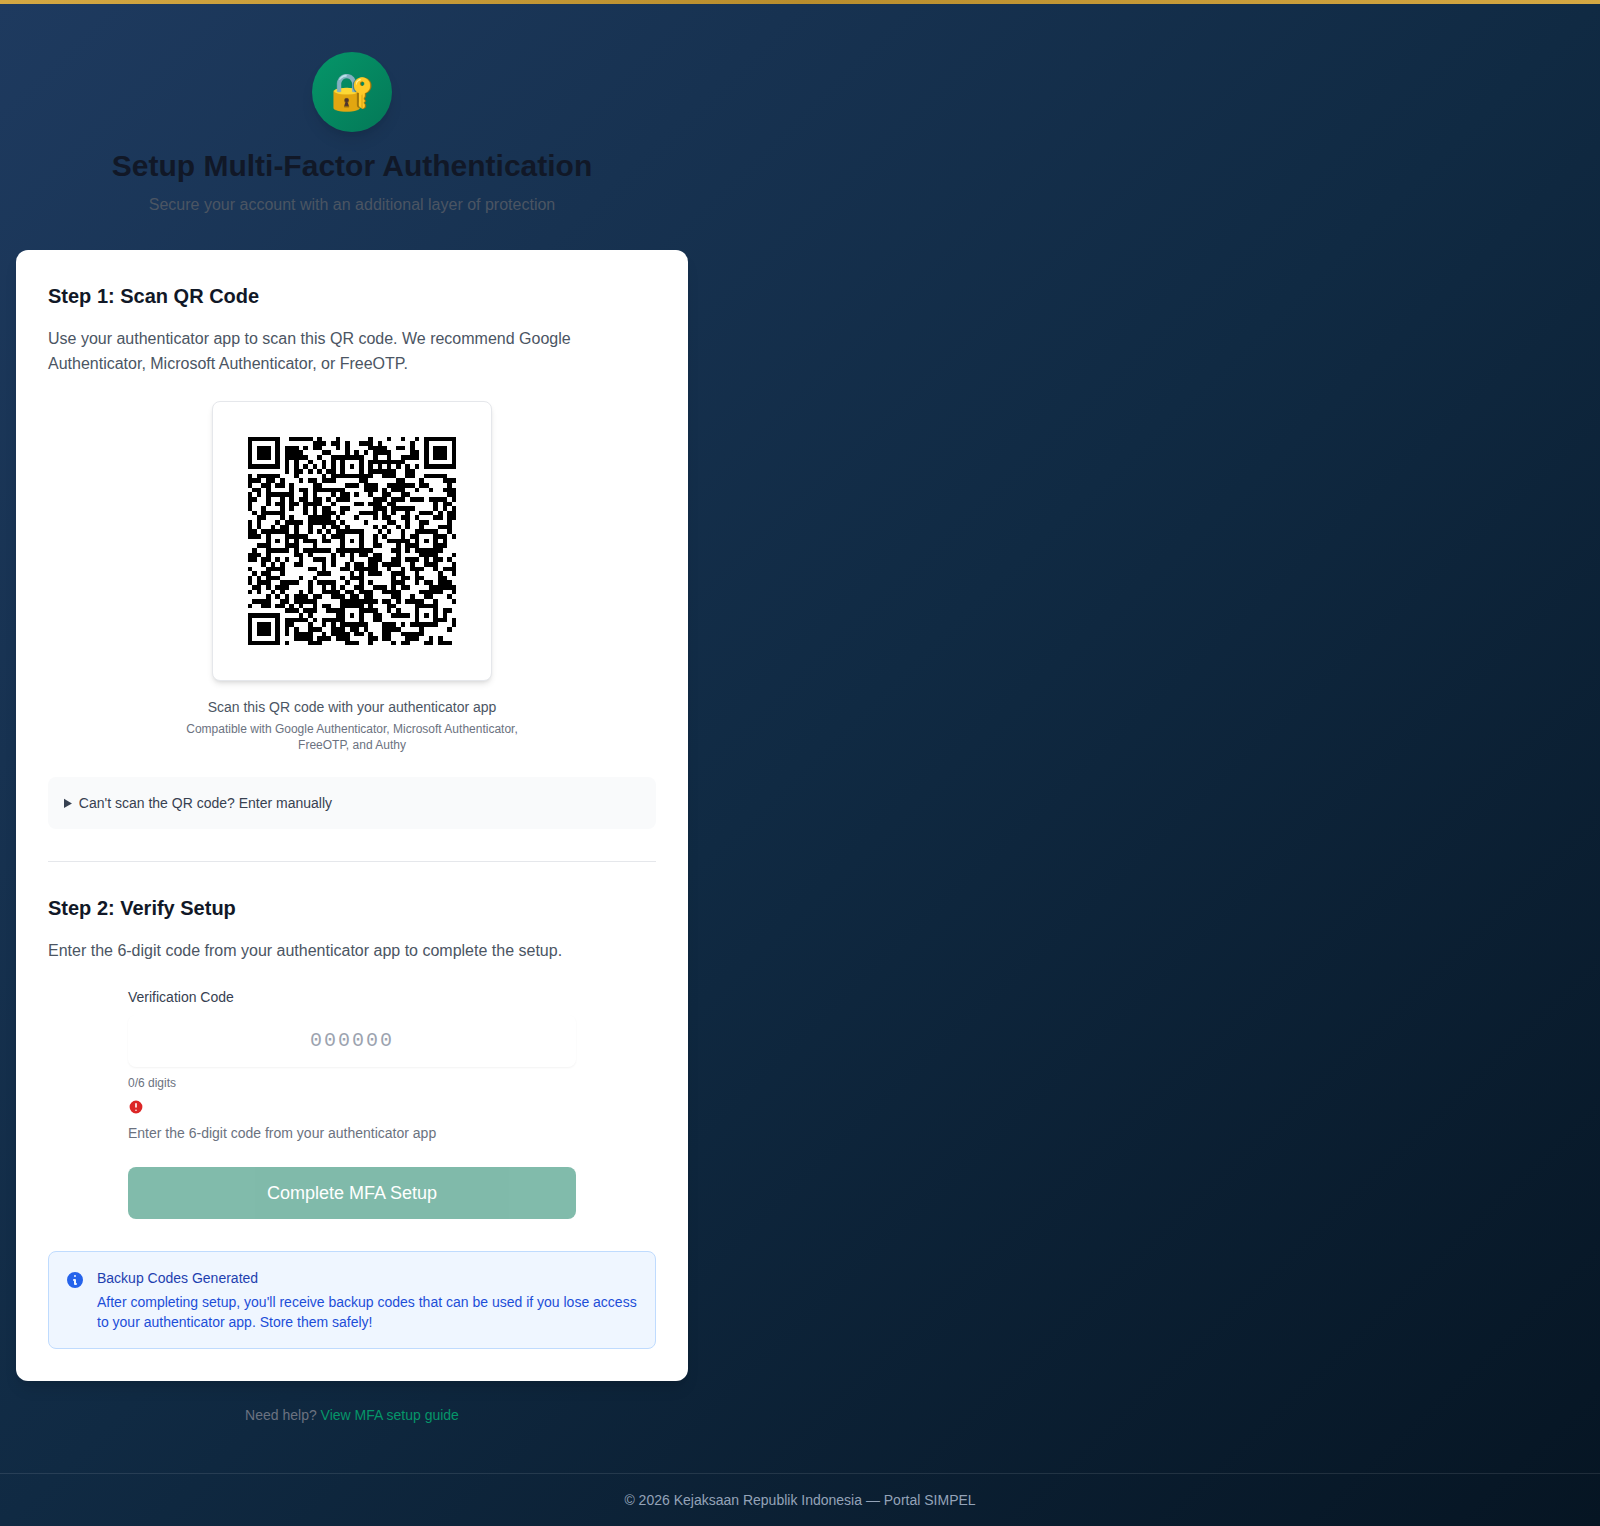 Setup Multi-Factor Authentication
Secure your account with an additional layer of protection
Step 1: Scan QR Code
Use your authenticator app to scan this QR code. We recommend Google
Authenticator, Microsoft Authenticator, or FreeOTP.
Scan this QR code with your authenticator app
Compatible with Google Authenticator, Microsoft Authenticator,
FreeOTP, and Authy
Can't scan the QR code? Enter manually
Step 2: Verify Setup
Enter the 6-digit code from your authenticator app to complete the setup.
Verification Code
000000
0/6 digits
Enter the 6-digit code from your authenticator app
Complete MFA Setup
Backup Codes Generated
After completing setup, you'll receive backup codes that can be used if you lose access
to your authenticator app. Store them safely!
Need help? View MFA setup guide
© 2026 Kejaksaan Republik Indonesia — Portal SIMPEL